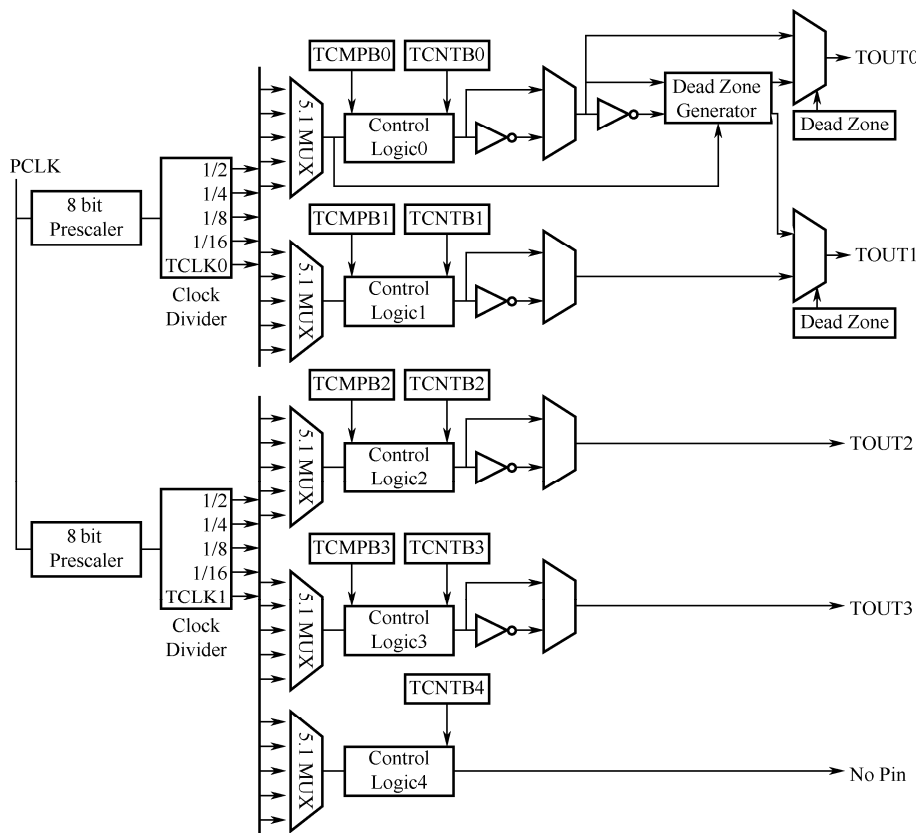 TCMPB0
TCNTB0
TOUT0
5.1 MUX
Control
Logic0
Dead Zone
Generator
Dead Zone
PCLK
8 bit
Prescaler
1/2
1/4
1/8
1/16
TCLK0
Clock
Divider
TCMPB1
TCNTB1
5.1 MUX
Control
Logic1
TOUT1
Dead Zone
TCMPB2
TCNTB2
5.1 MUX
Control
Logic2
TOUT2
8 bit
Prescaler
1/2
1/4
1/8
1/16
TCLK1
Clock
Divider
TCMPB3
TCNTB3
5.1 MUX
Control
Logic3
TOUT3
TCNTB4
5.1 MUX
Control
Logic4
No Pin